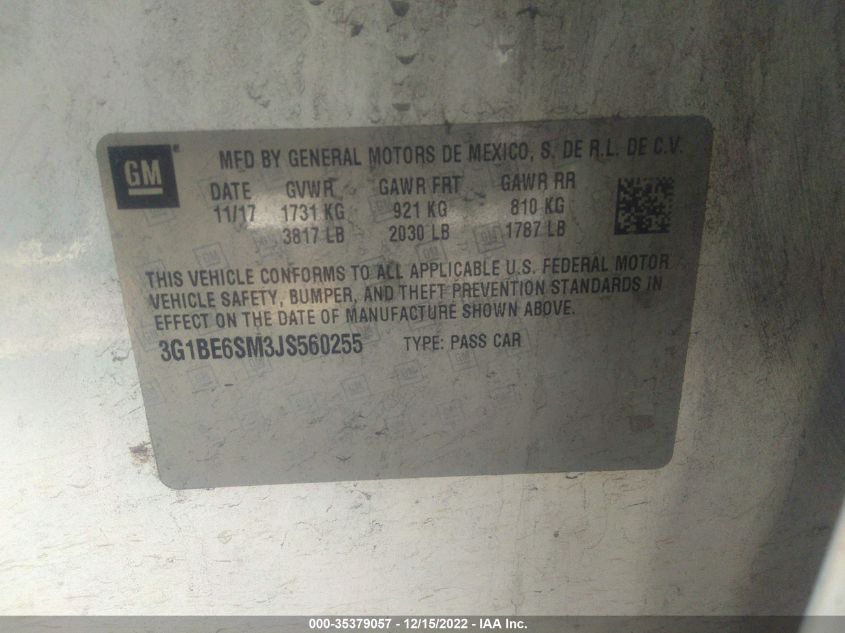 GM®
MFD BY GENERAL MOTORS DE MEXICO, S. DE R.L. DE C.V.
DATE GVWR GAWR FRT GAWR RR
11/17 1731 KG 921 KG 810 KG
3817 LB 2030 LB 1787 LB
THIS VEHICLE CONFORMS TO ALL APPLICABLE U.S. FEDERAL MOTOR
VEHICLE SAFETY, BUMPER, AND THEFT PREVENTION STANDARDS IN
EFFECT ON THE DATE OF MANUFACTURE SHOWN ABOVE.
3G1BE6SM3JS560255 TYPE: PASS CAR
000-35379057 - 12/15/2022 - IAA Inc.